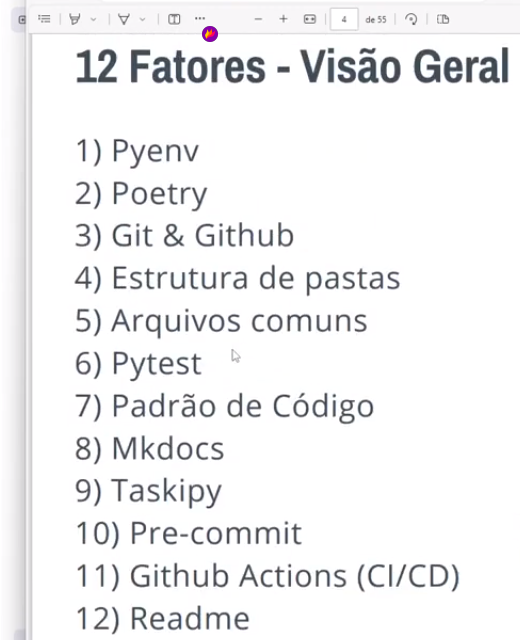 4 de 55
12 Fatores - Visão Geral
1) Pyenv
2) Poetry
3) Git & Github
4) Estrutura de pastas
5) Arquivos comuns
6) Pytest
7) Padrão de Código
8) Mkdocs
9) Taskipy
10) Pre-commit
11) Github Actions (CI/CD)
12) Readme